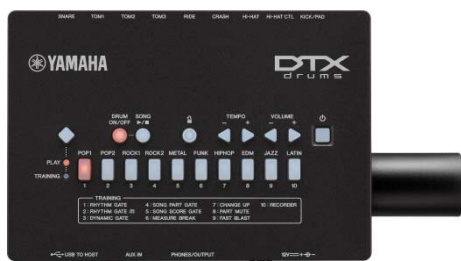 SNARE TOM1 TOM2 TOM3 RIDE CRASH HI-HAT HI-HAT CTL KICK/PAD
YAMAHA
DTX
drums
DRUM ON/OFF
SONG
TEMPO
- +
VOLUME
- +
PLAY
TRAINING
POP1 POP2 ROCK1 ROCK2 METAL FUNK HIPHOP EDM JAZZ LATIN
1 2 3 4 5 6 7 8 9 10
TRAINING
1 : RHYTHM GATE 4 : SONG PART GATE 7 : CHANGE UP 10 : RECORDER
2 : RHYTHM GATE 5 : SONG SCORE GATE 8 : PART MUTE
3 : DYNAMIC GATE 6 : MEASURE BREAK 9 : FAST BLAST
USB TO HOST AUX IN PHONES/OUTPUT 12V